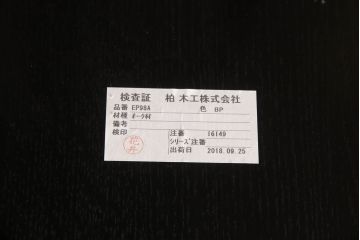 検査証 柏木工株式会社
品番 EP98A 色 BP
材種 オーク材
備考
検印 注番 16149
シリーズ注番
出荷日 2018.09.25